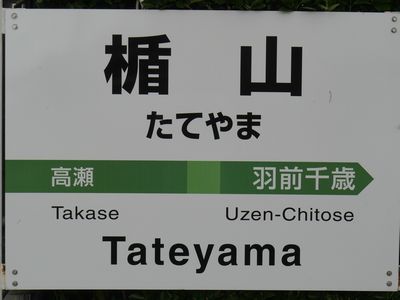 楯山
たてやま
高瀬 羽前千歳
Takase Uzen-Chitose
Tateyama